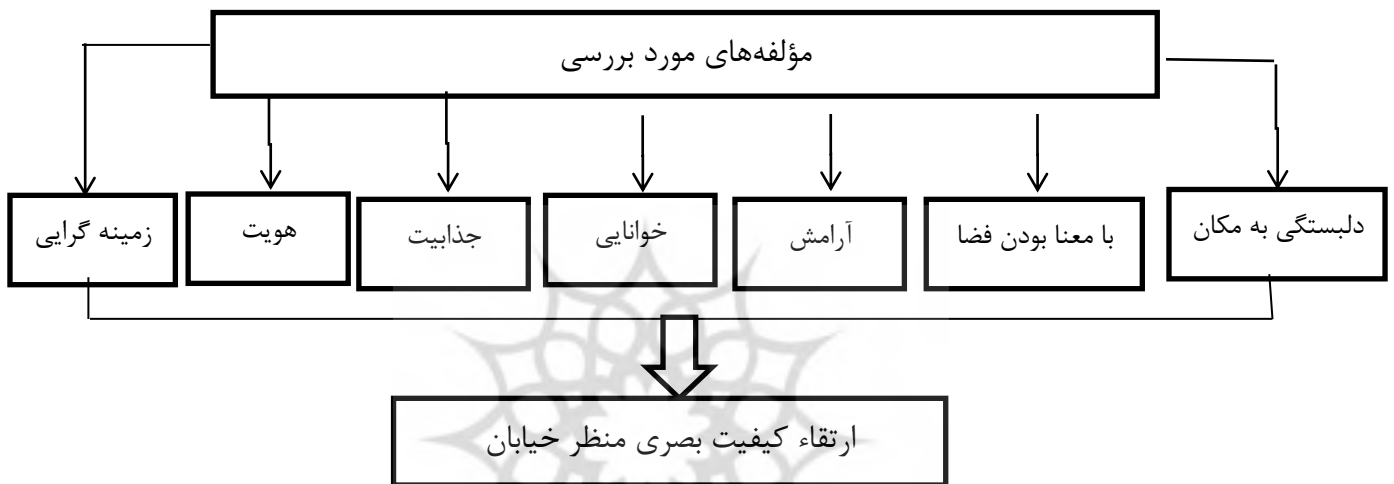 مؤلفه‌های مورد بررسی
دلبستگی به مکان
با معنا بودن فضا
آرامش
خوانایی
جذابیت
هویت
زمینه گرایی
ارتقاء کیفیت بصری منظر خیابان